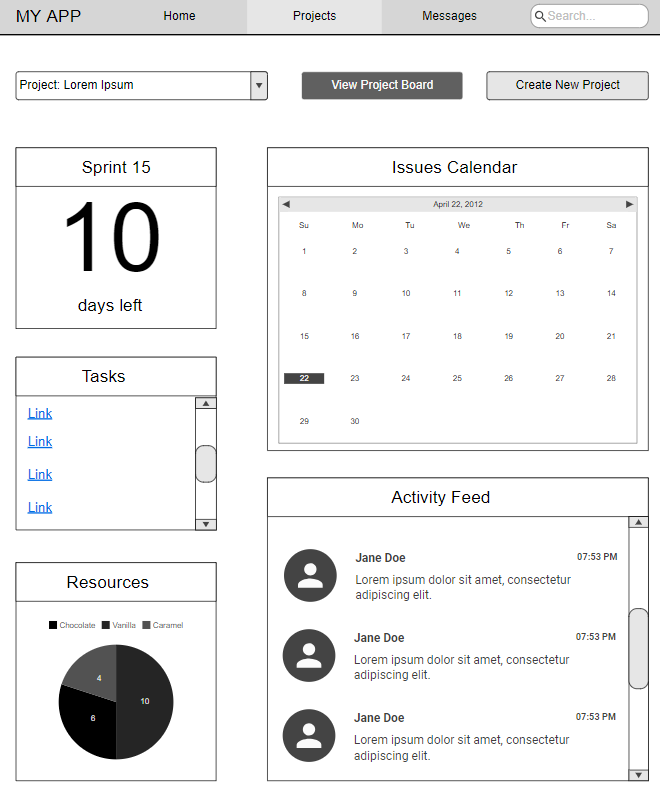 MY APP Home Projects Messages Search...
Project: Lorem Ipsum View Project Board Create New Project
Sprint 15
10
days left
Issues Calendar
April 22, 2012
Su Mo Tu We Th Fr Sa
1 2 3 4 5 6 7
8 9 10 11 12 13 14
15 16 17 18 19 20 21
22 23 24 25 26 27 28
29 30
Tasks
Link
Link
Link
Link
Activity Feed
Jane Doe 07:53 PM
Lorem ipsum dolor sit amet, consectetur
adipiscing elit.
Jane Doe 07:53 PM
Lorem ipsum dolor sit amet, consectetur
adipiscing elit.
Jane Doe 07:53 PM
Lorem ipsum dolor sit amet, consectetur
adipiscing elit.
Resources
Chocolate Vanilla Caramel
4
10
6